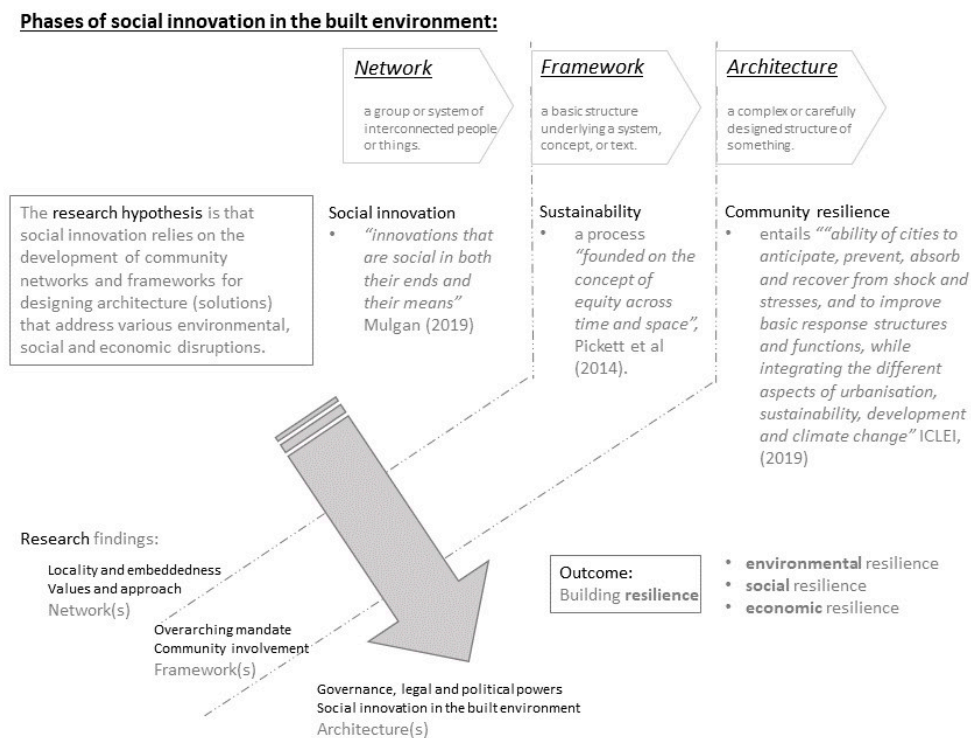 Phases of social innovation in the built environment:
Network
a group or system of
interconnected people
or things.
Framework
a basic structure
underlying a system,
concept, or text.
Architecture
a complex or carefully
designed structure of
something.
The research hypothesis is that
social innovation relies on the
development of community
networks and frameworks for
designing architecture (solutions)
that address various environmental,
social and economic disruptions.
Social innovation
• “innovations that
are social in both
their ends and
their means”
Mulgan (2019)
Sustainability
• a process
“founded on the
concept of
equity across
time and space”,
Pickett et al
(2014).
Community resilience
• entails ““ability of cities to
anticipate, prevent, absorb
and recover from shock and
stresses, and to improve
basic response structures
and functions, while
integrating the different
aspects of urbanisation,
sustainability, development
and climate change” ICLEI,
(2019)
Research findings:
Locality and embeddedness
Values and approach
Network(s)
Overarching mandate
Community involvement
Framework(s)
Governance, legal and political powers
Social innovation in the built environment
Architecture(s)
Outcome:
Building resilience
• environmental resilience
• social resilience
• economic resilience